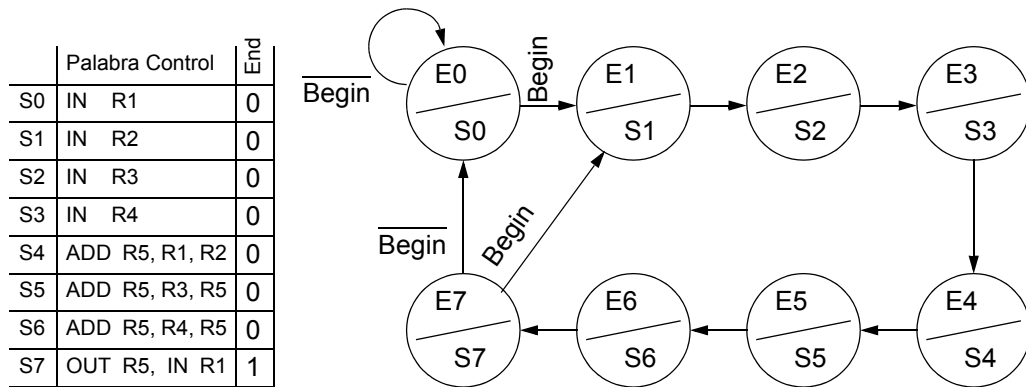 Palabra Control End
S0 IN R1 0
S1 IN R2 0
S2 IN R3 0
S3 IN R4 0
S4 ADD R5, R1, R2 0
S5 ADD R5, R3, R5 0
S6 ADD R5, R4, R5 0
S7 OUT R5, IN R1 1
Begin
E0
S0
Begin
E1
S1
E2
S2
E3
S3
Begin
Begin
E7
S7
E6
S6
E5
S5
E4
S4